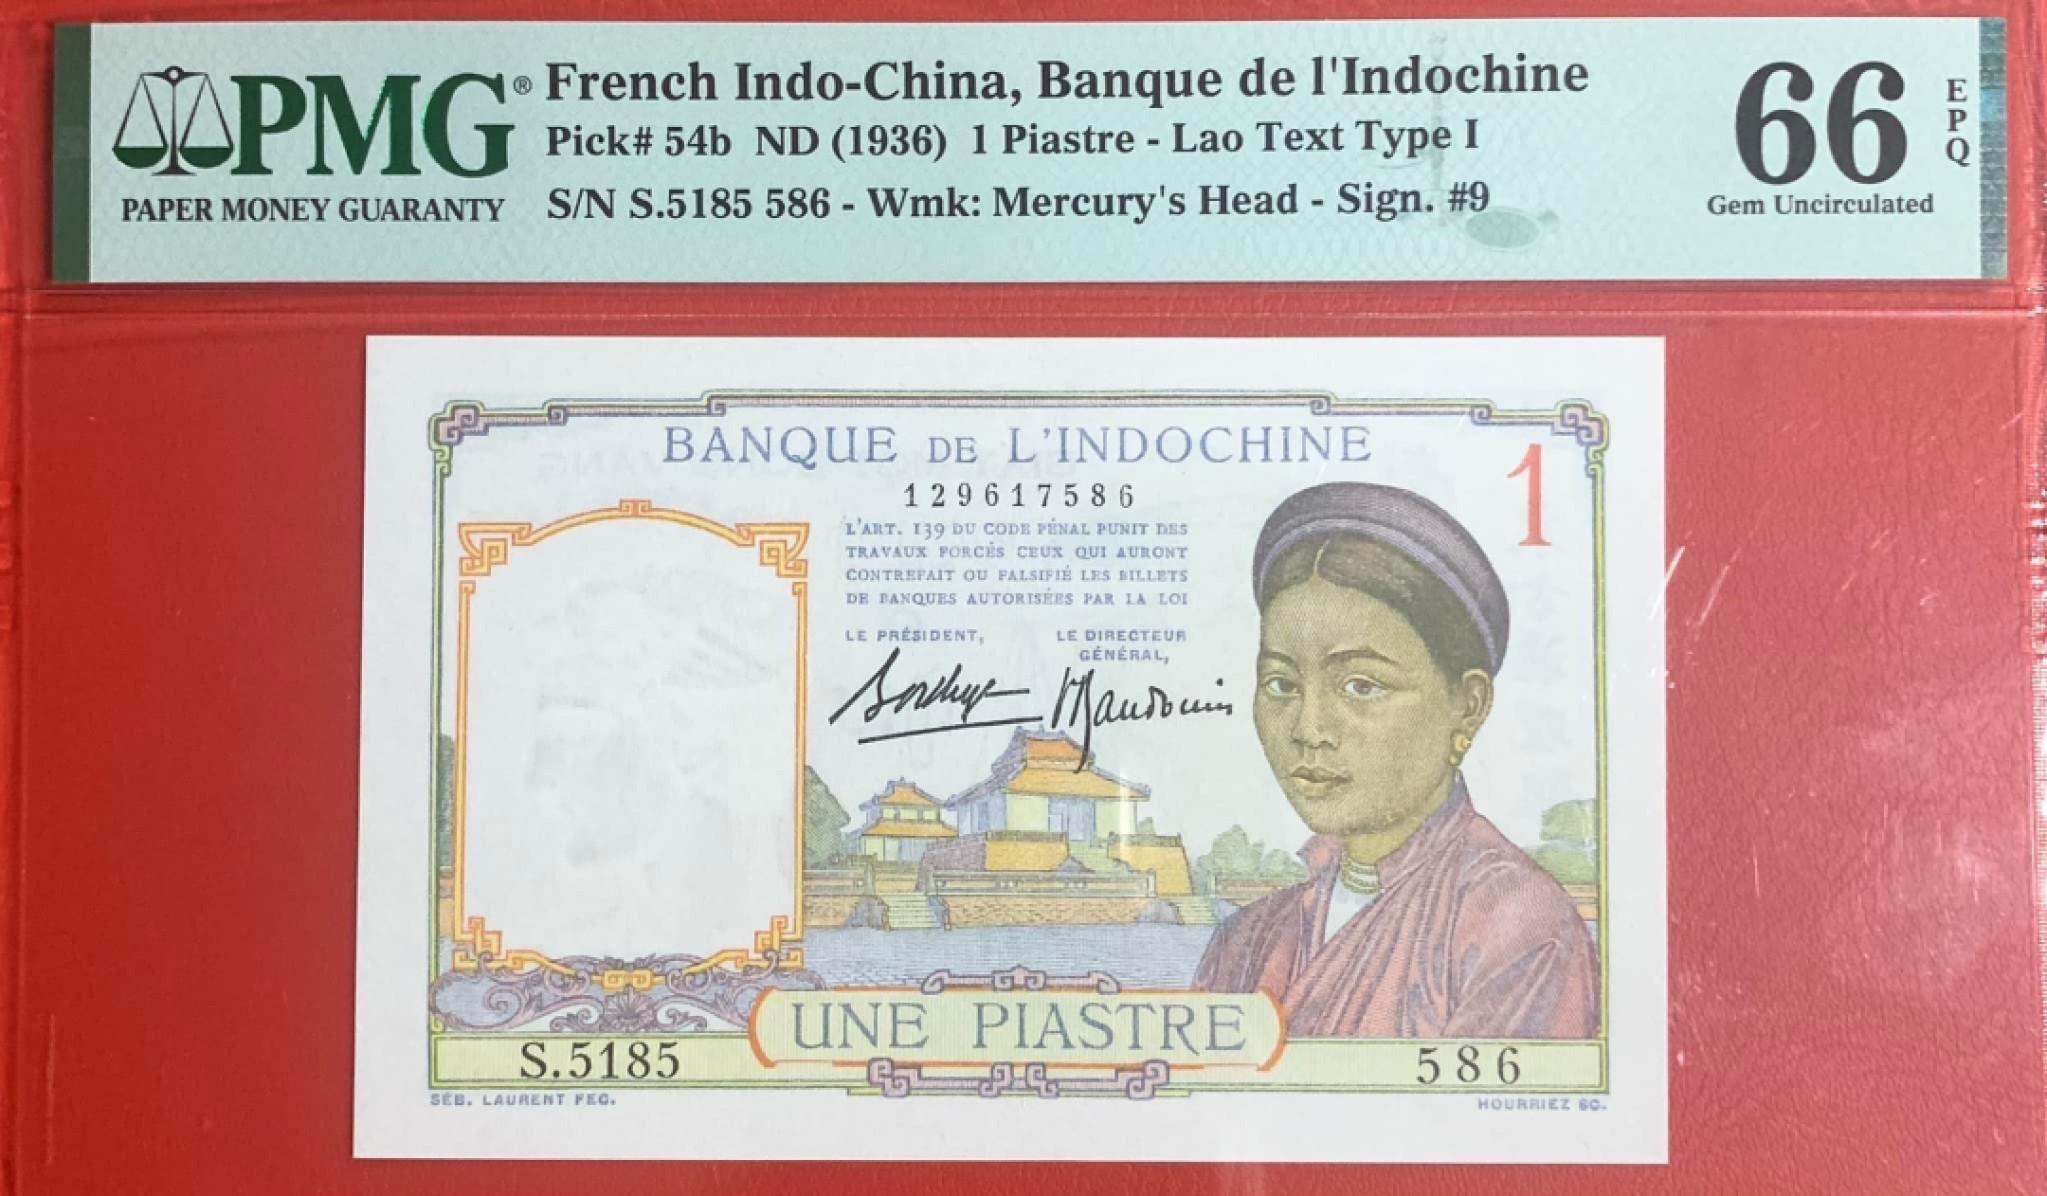 PMG®
PAPER MONEY GUARANTY
French Indo-China, Banque de l'Indochine
Pick# 54b ND (1936) 1 Piastre - Lao Text Type I
S/N S.5185 586 - Wmk: Mercury's Head - Sign. #9
66
EPQ
Gem Uncirculated
BANQUE DE L'INDOCHINE
1
129617586
L'ART. 139 DU CODE PÉNAL PUNIT DES
TRAVAUX FORCÉS CEUX QUI AURONT
CONTREFAIT OU FALSIFIÉ LES BILLETS
DE BANQUES AUTORISÉES PAR LA LOI
LE PRÉSIDENT,
LE DIRECTEUR
GÉNÉRAL,
UNE PIASTRE
S.5185
586
SÉB. LAURENT FEC.
HOURRIEZ SC.